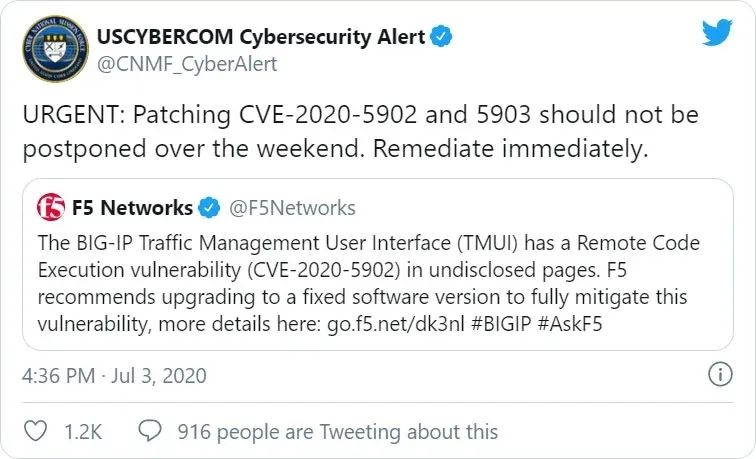 USCYBERCOM Cybersecurity Alert
@CNMF_CyberAlert
URGENT: Patching CVE-2020-5902 and 5903 should not be
postponed over the weekend. Remediate immediately.
f5 F5 Networks @F5Networks
The BIG-IP Traffic Management User Interface (TMUI) has a Remote Code
Execution vulnerability (CVE-2020-5902) in undisclosed pages. F5
recommends upgrading to a fixed software version to fully mitigate this
vulnerability, more details here: go.f5.net/dk3nl #BIGIP #AskF5
4:36 PM · Jul 3, 2020
1.2K 916 people are Tweeting about this